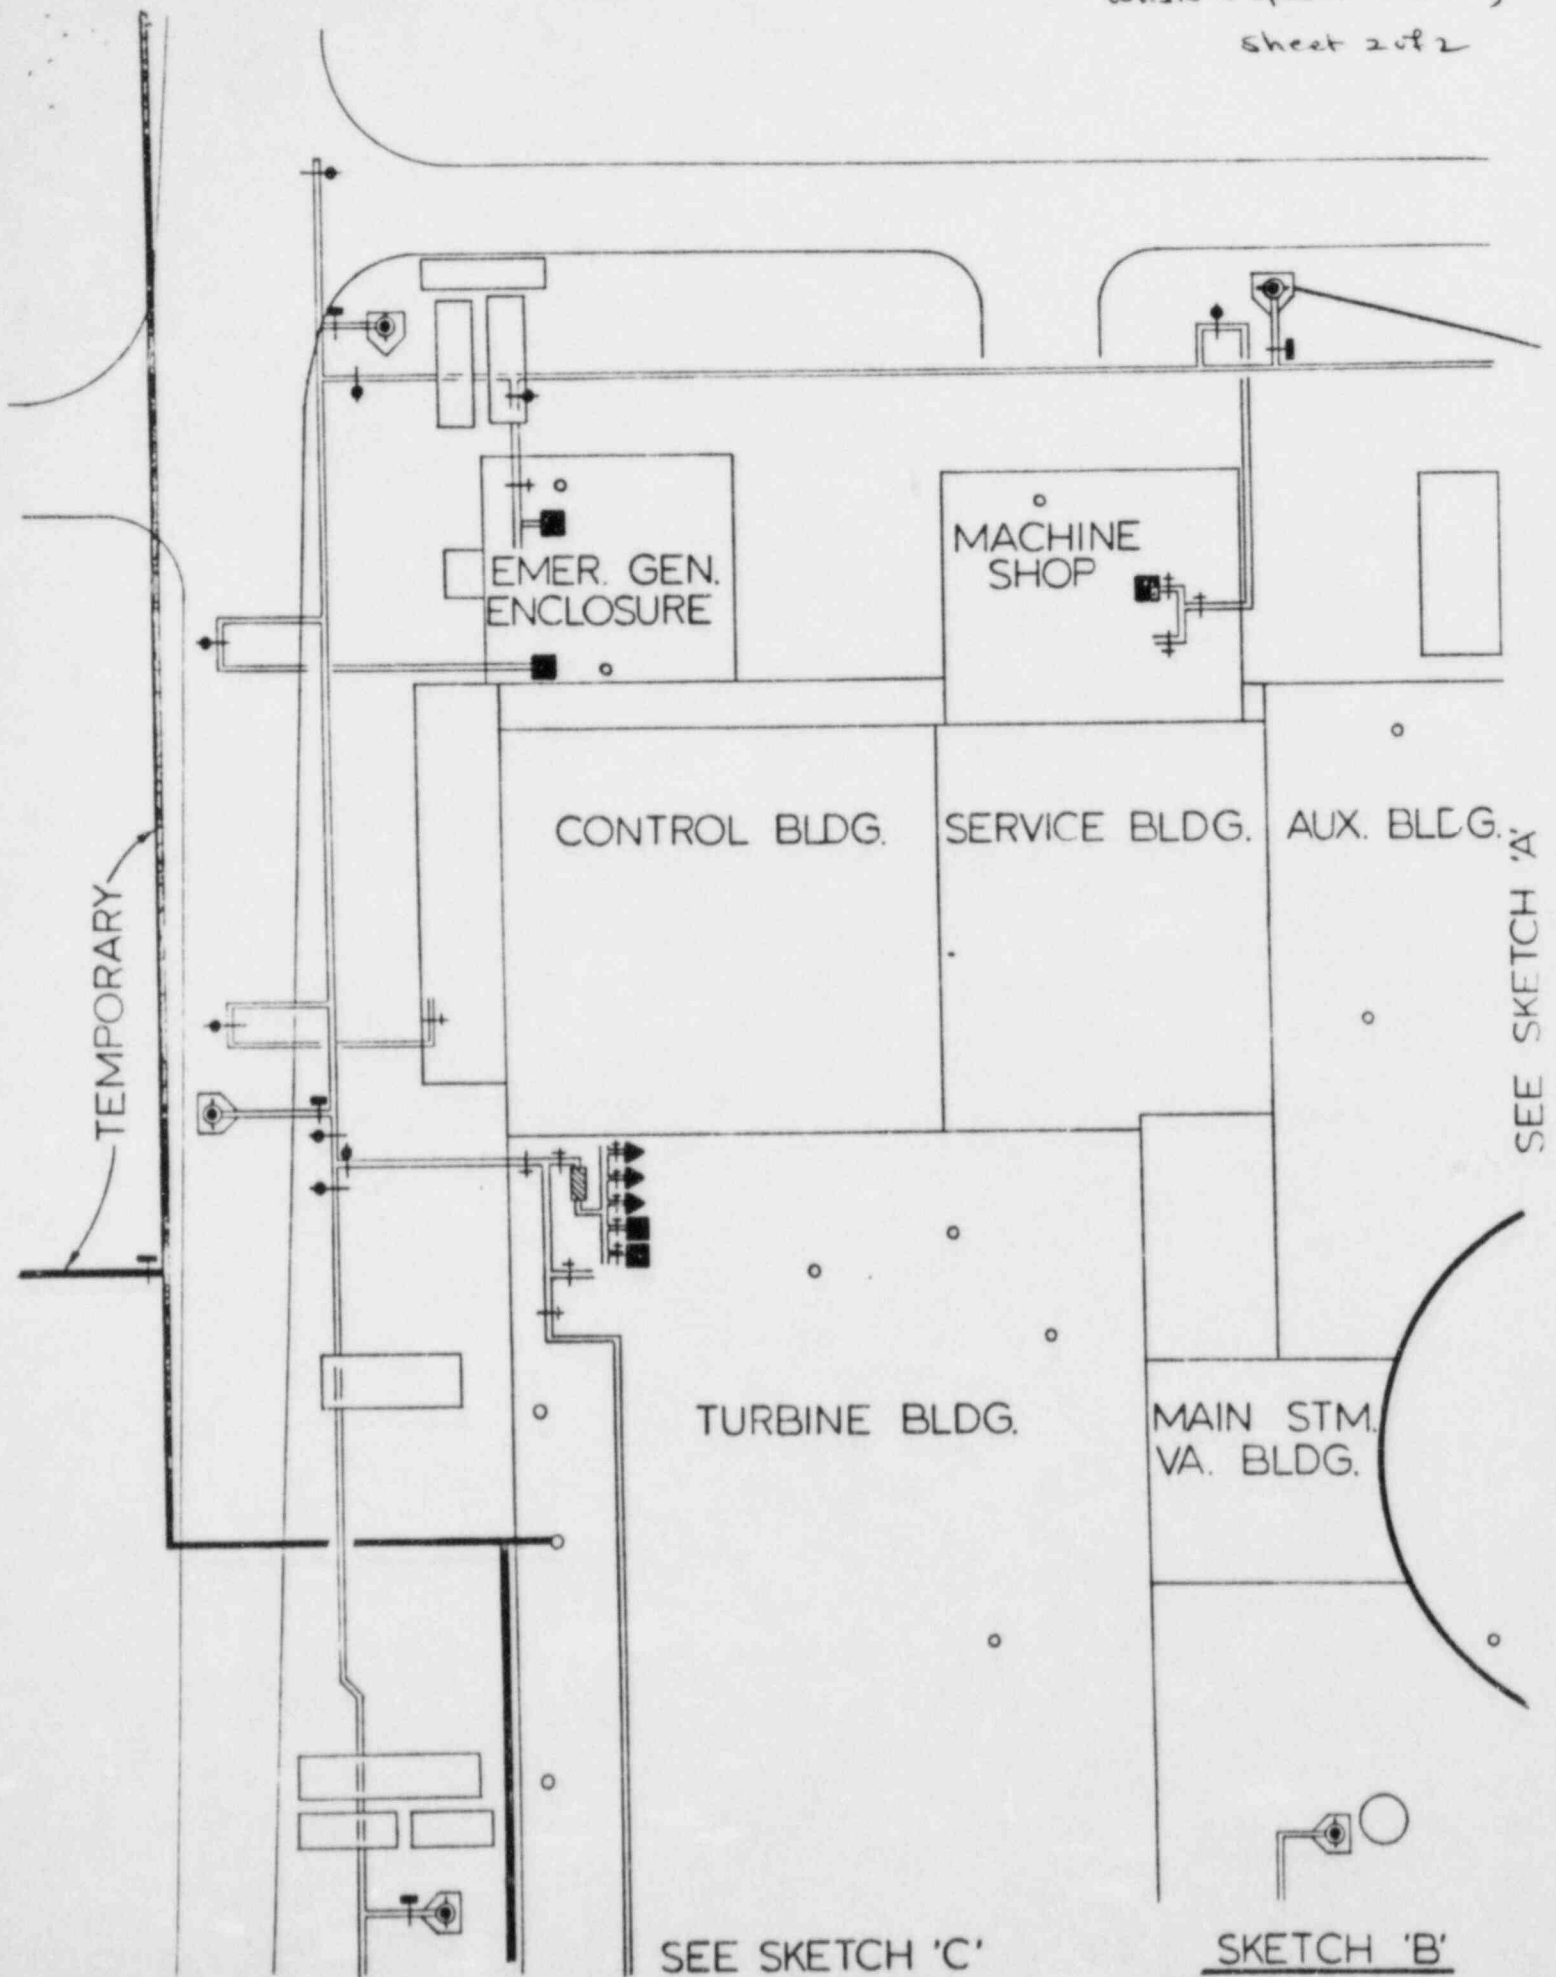 sheet 2 of 2
EMER. GEN.
ENCLOSURE
MACHINE
SHOP
CONTROL BLDG.
SERVICE BLDG.
AUX. BLDG.
SEE SKETCH 'A'
TEMPORARY
TURBINE BLDG.
MAIN STM.
VA. BLDG.
SEE SKETCH 'C'
SKETCH 'B'